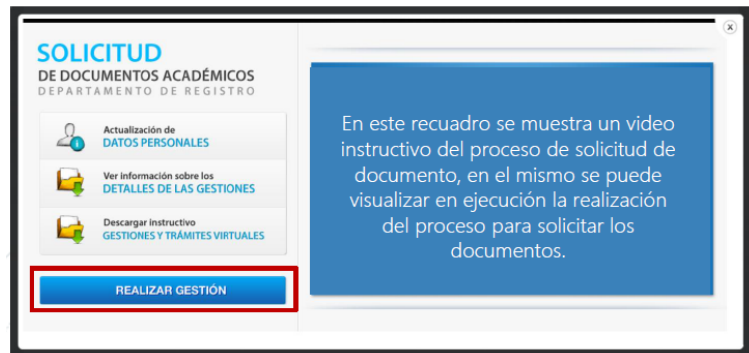 SOLICITUD
DE DOCUMENTOS ACADÉMICOS
DEPARTAMENTO DE REGISTRO
Actualización de
DATOS PERSONALES
Ver información sobre los
DETALLES DE LAS GESTIONES
Descargar instructivo
GESTIONES Y TRÁMITES VIRTUALES
REALIZAR GESTIÓN
En este recuadro se muestra un video
instructivo del proceso de solicitud de
documento, en el mismo se puede
visualizar en ejecución la realización
del proceso para solicitar los
documentos.